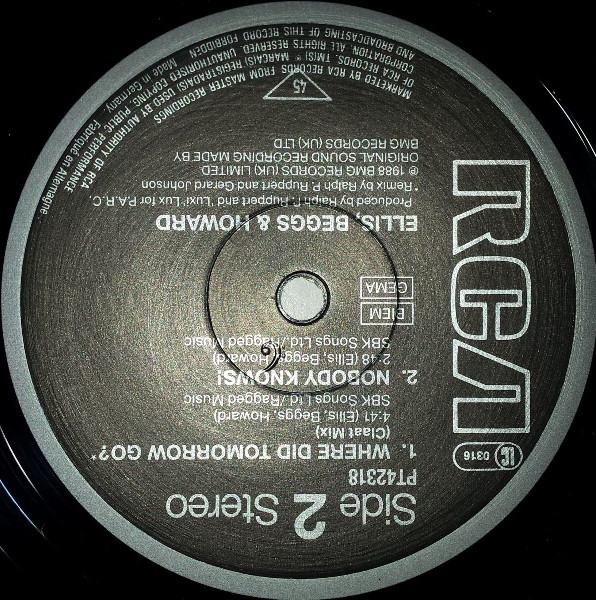 RCA
LC 0316
Side 2 Stereo
PT42318
1. WHERE DID TOMORROW GO?*
(Claat Mix)
4:41 (Ellis, Beggs, Howard)
SBK Songs Ltd./Ragged Music
2. NOBODY KNOWS!
2:48 (Ellis, Beggs, Howard)
SBK Songs Ltd./Ragged Music
BIEM
GEMA
ELLIS, BEGGS & HOWARD
Produced by Ralph P. Ruppert and 'Luxi' Lux for P.A.R.C.
*Remix by Ralph P. Ruppert and Gerard Johnson
℗ 1988 BMG RECORDS (UK) LIMITED
ORIGINAL SOUND RECORDING MADE BY
BMG RECORDS (UK) LTD
45
MARKETED BY RCA RECORDS FROM MASTER RECORDINGS
CORPORATION. ALL RIGHTS RESERVED. UNAUTHORISED COPYING, PUBLIC PERFORMANCE
AND BROADCASTING OF THIS RECORD FORBIDDEN
OF RCA RECORDS. TM(S) ® MARCA(S) REGISTRADA(S) USED BY AUTHORITY OF RCA
Made in Germany. Fabriqué en Allemagne.